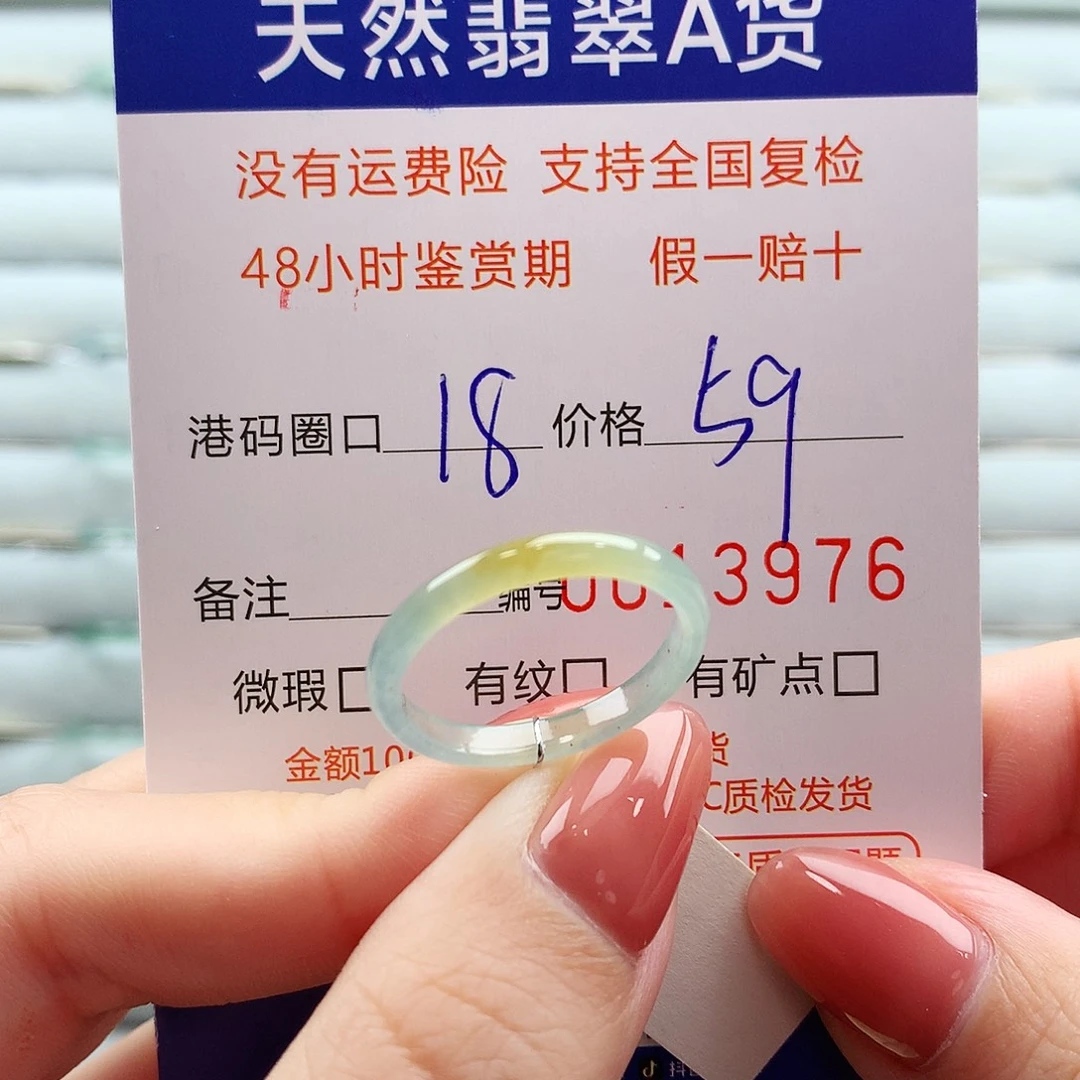 天然翡翠A货
没有运费险 支持全国复检
48小时鉴赏期 假一赔十
港码圈口 18 价格 59
备注 编号 0013976
微瑕 有纹 有矿点
金额10 货
质检发货